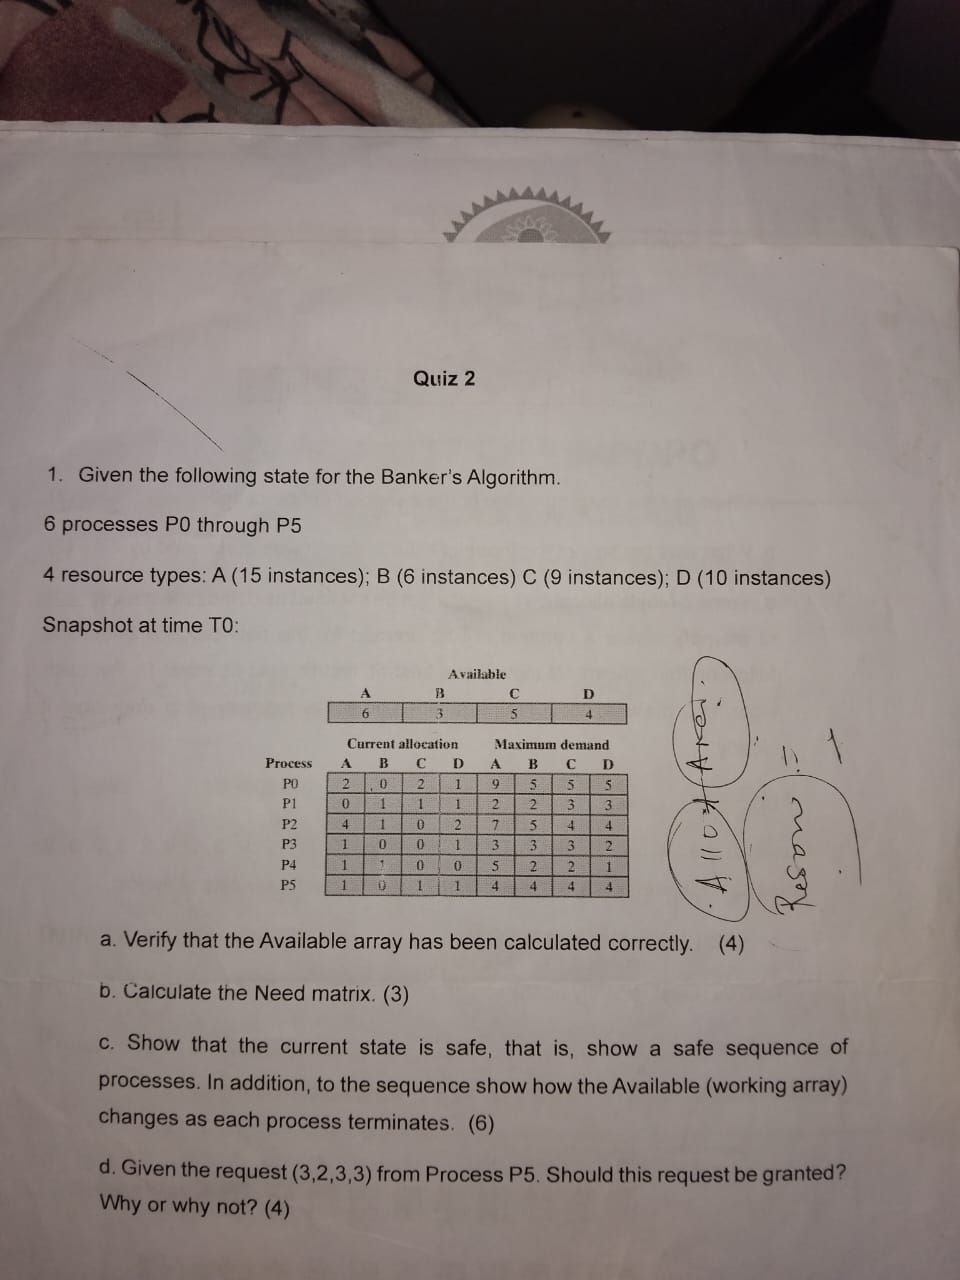 Quiz 2
1. Given the following state for the Banker's Algorithm.
6 processes P0 through P5
4 resource types: A (15 instances); B (6 instances) C (9 instances); D (10 instances)
Snapshot at time T0:
Available
A B C D
6 3 5 4
Current allocation Maximum demand
Process A B C D A B C D
P0 2 0 2 1 9 5 5 5
P1 0 1 1 1 2 2 3 3
P2 4 1 0 2 7 5 4 4
P3 1 0 0 1 3 3 3 2
P4 1 0 0 5 2 2 1
P5 1 0 1 1 4 4 4 4
a. Verify that the Available array has been calculated correctly. (4)
b. Calculate the Need matrix. (3)
c. Show that the current state is safe, that is, show a safe sequence of
processes. In addition, to the sequence show how the Available (working array)
changes as each process terminates. (6)
d. Given the request (3,2,3,3) from Process P5. Should this request be granted?
Why or why not? (4)